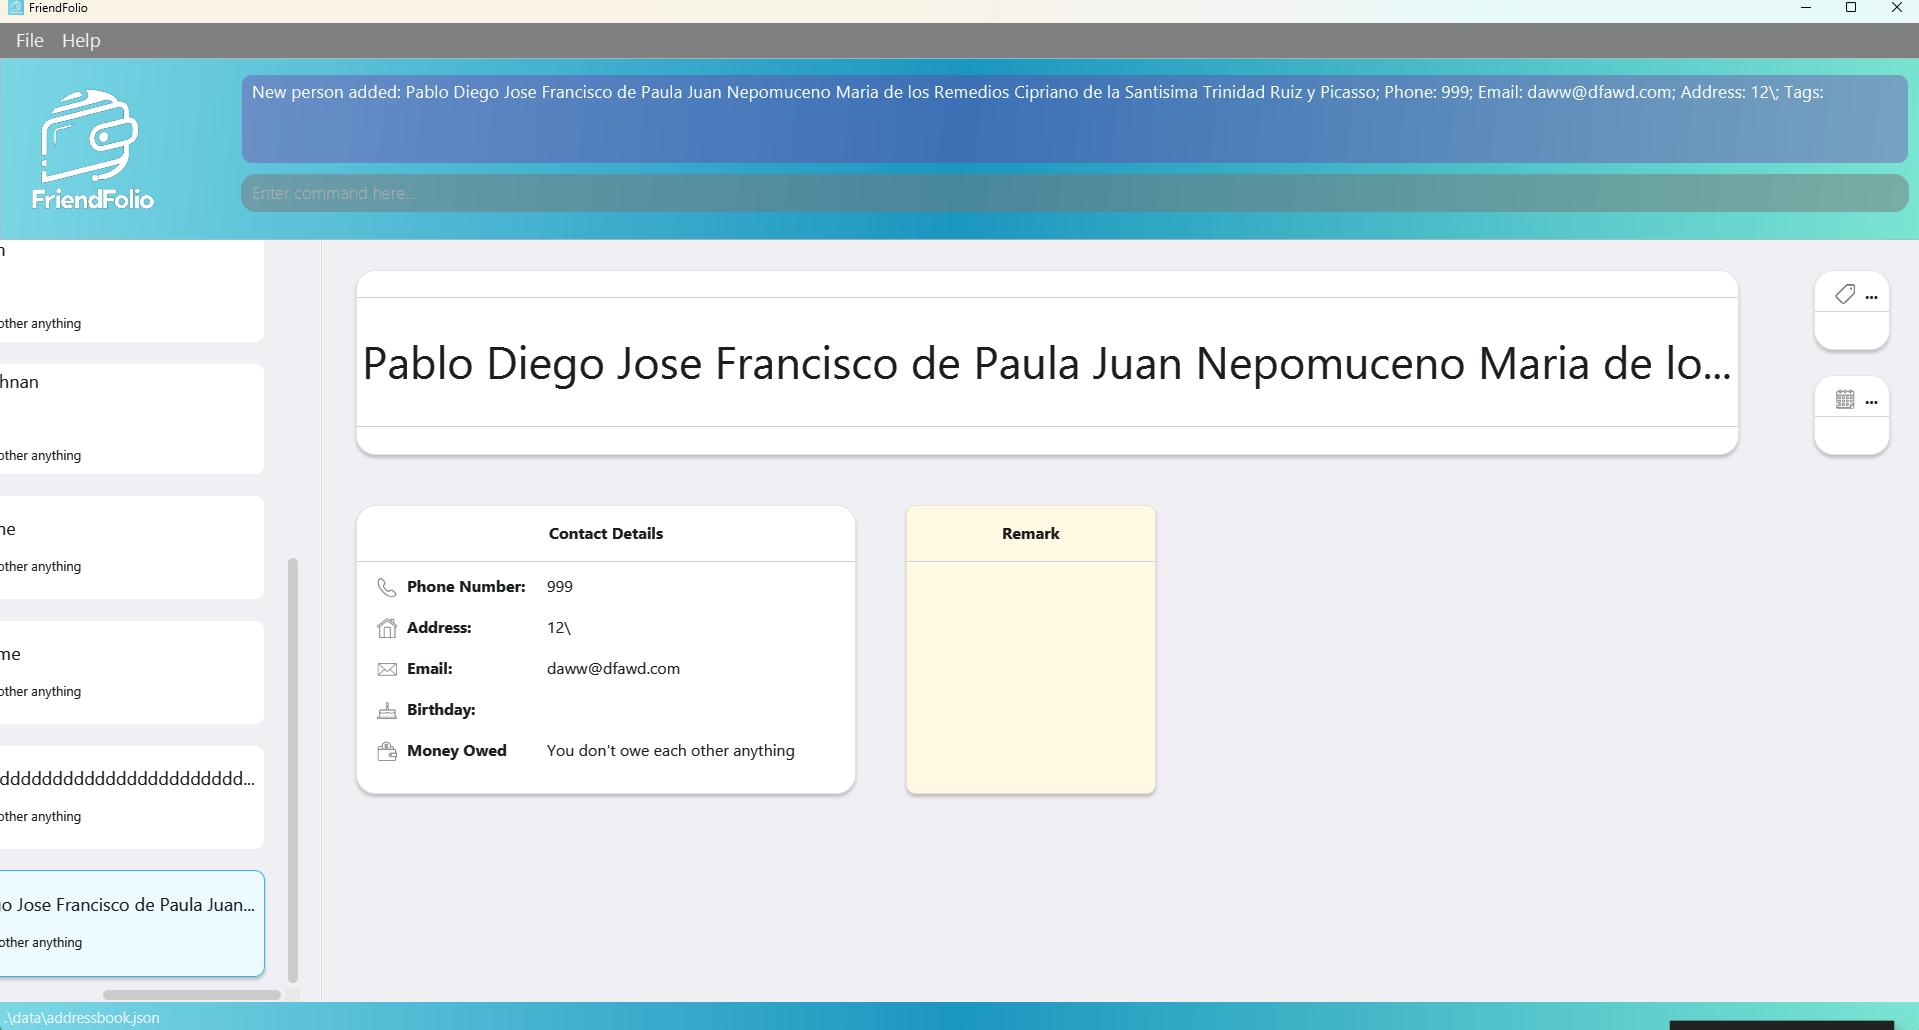 FriendFolio
File Help
New person added: Pablo Diego Jose Francisco de Paula Juan Nepomuceno Maria de los Remedios Cipriano de la Santisima Trinidad Ruiz y Picasso; Phone: 999; Email: daww@dfawd.com; Address: 12\; Tags:
FriendFolio
Enter command here...
n
other anything
hnan
other anything
ne
other anything
me
other anything
ddddddddddddddddddddddd...
other anything
go Jose Francisco de Paula Juan...
other anything
Pablo Diego Jose Francisco de Paula Juan Nepomuceno Maria de lo...
...
...
Contact Details
Phone Number: 999
Address: 12\
Email: daww@dfawd.com
Birthday:
Money Owed You don't owe each other anything
Remark
.\data\addressbook.json